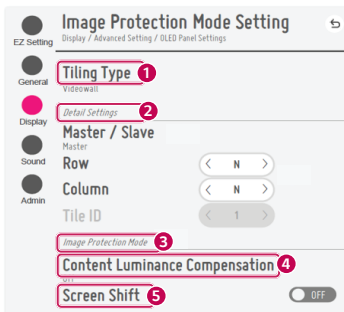 Image Protection Mode Setting
Display / Advanced Setting / OLED Panel Settings
EZ Setting
General
Display
Sound
Admin
Tiling Type 1
Videowall
Detail Settings 2
Master / Slave
Master
Row < N >
Column < N >
Tile ID < 1 >
Image Protection Mode 3
Content Luminance Compensation 4
Screen Shift 5 OFF